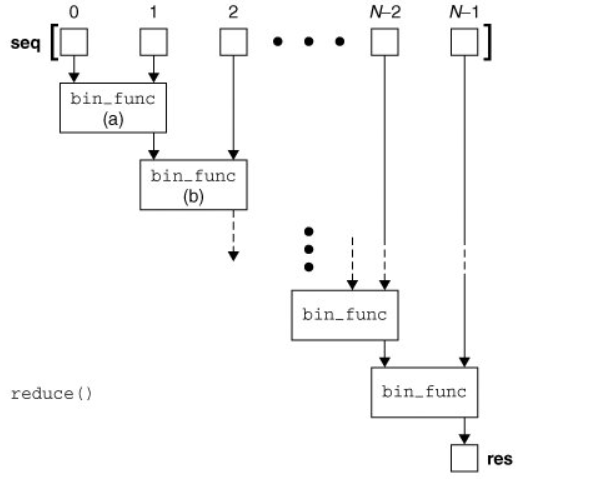 0 1 2 N–2 N–1
seq [ ]
bin_func
(a)
bin_func
(b)
bin_func
bin_func
reduce()
res